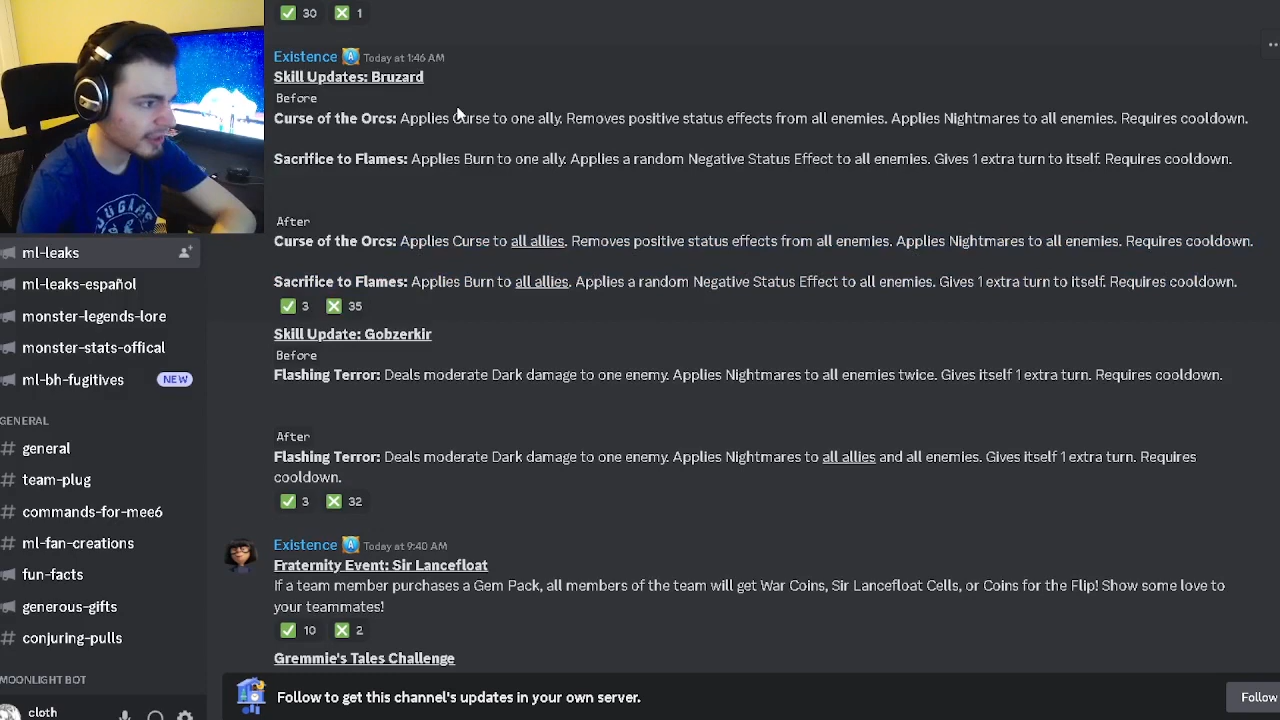 30 1
Existence Today at 1:46 AM
Skill Updates: Bruzard
Before
Curse of the Orcs: Applies Curse to one ally. Removes positive status effects from all enemies. Applies Nightmares to all enemies. Requires cooldown.
Sacrifice to Flames: Applies Burn to one ally. Applies a random Negative Status Effect to all enemies. Gives 1 extra turn to itself. Requires cooldown.
After
Curse of the Orcs: Applies Curse to all allies. Removes positive status effects from all enemies. Applies Nightmares to all enemies. Requires cooldown.
Sacrifice to Flames: Applies Burn to all allies. Applies a random Negative Status Effect to all enemies. Gives 1 extra turn to itself. Requires cooldown.
3 35
Skill Update: Gobzerkir
Before
Flashing Terror: Deals moderate Dark damage to one enemy. Applies Nightmares to all enemies twice. Gives itself 1 extra turn. Requires cooldown.
After
Flashing Terror: Deals moderate Dark damage to one enemy. Applies Nightmares to all allies and all enemies. Gives itself 1 extra turn. Requires
cooldown.
3 32
Existence Today at 9:40 AM
Fraternity Event: Sir Lancefloat
If a team member purchases a Gem Pack, all members of the team will get War Coins, Sir Lancefloat Cells, or Coins for the Flip! Show some love to
your teammates!
10 2
Gremmie's Tales Challenge
Follow to get this channel's updates in your own server.
Follow
ml-leaks
ml-leaks-español
monster-legends-lore
monster-stats-offical
ml-bh-fugitives NEW
GENERAL
# general
# team-plug
# commands-for-mee6
# ml-fan-creations
fun-facts
generous-gifts
# conjuring-pulls
MOONLIGHT BOT
cloth
COUGARS